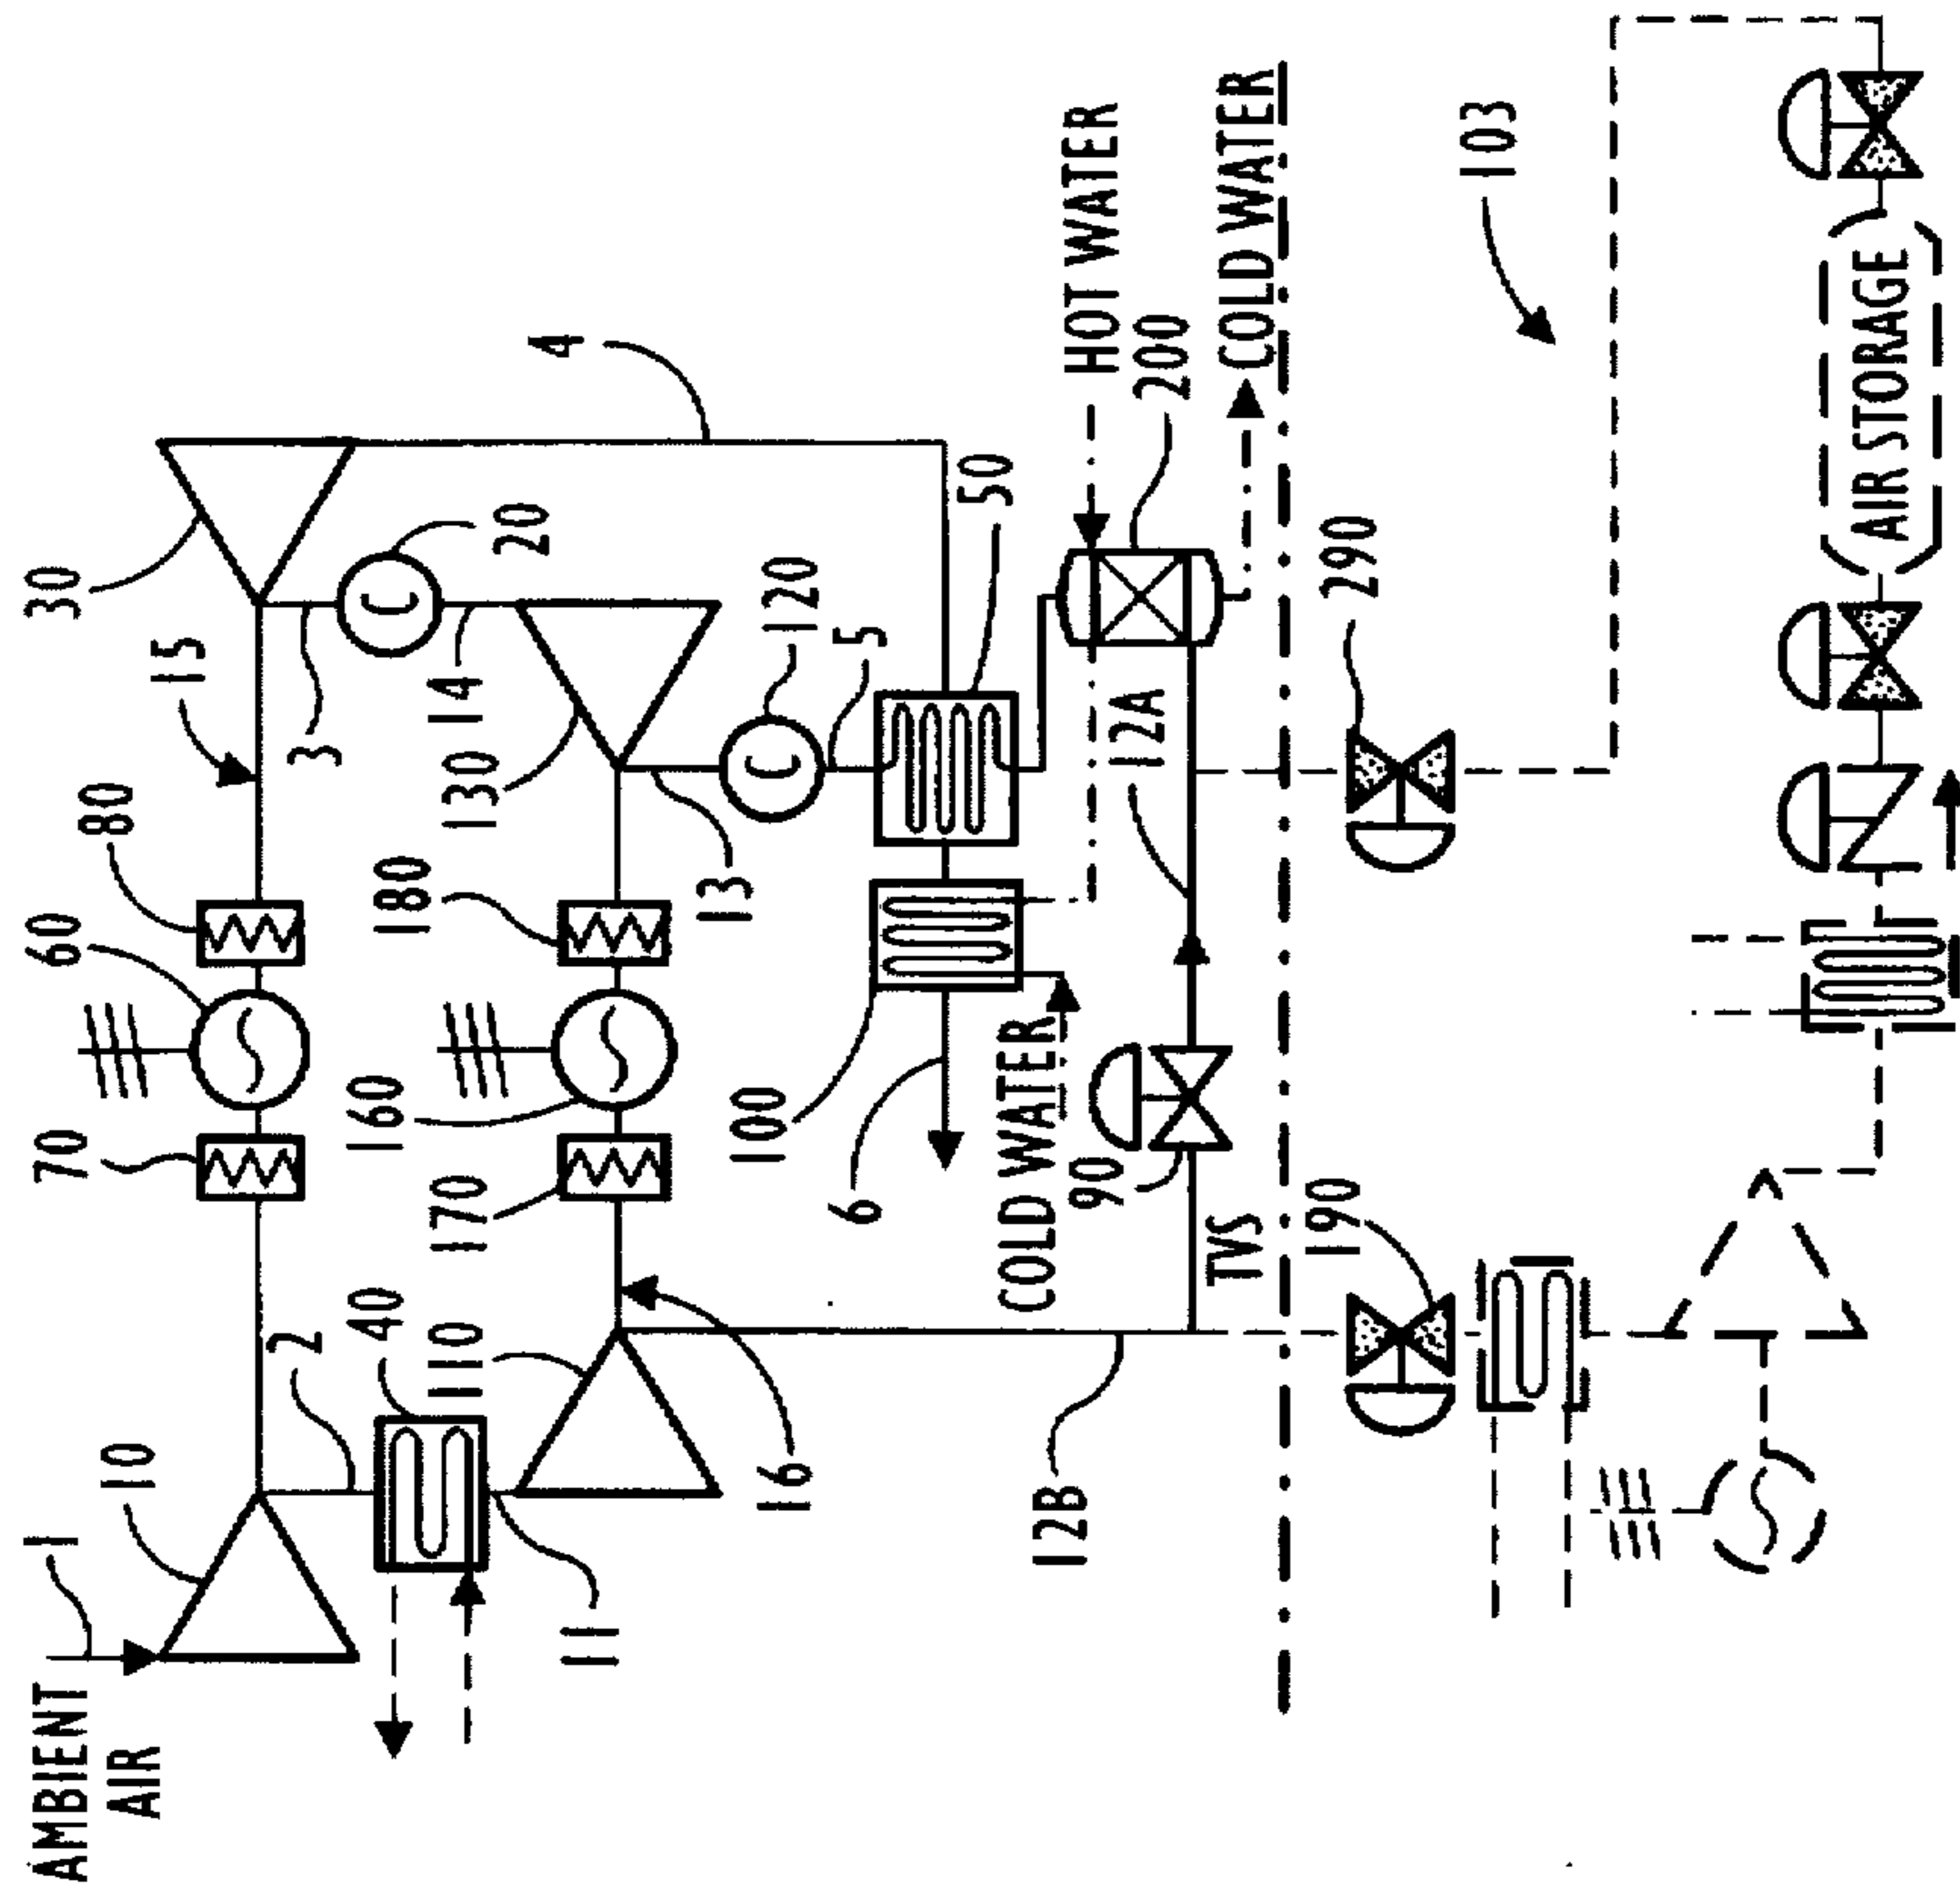 AMBIENT
AIR
1
10
70
60
80
15
30
2
3
C
20
4
40
110
170
160
180
14
130
11
16
13
C
120
5
50
100
6
COLD WATER
12B
90
12A
HOT WATER
200
COLD WATER
TVS
190
290
103
AIR STORAGE